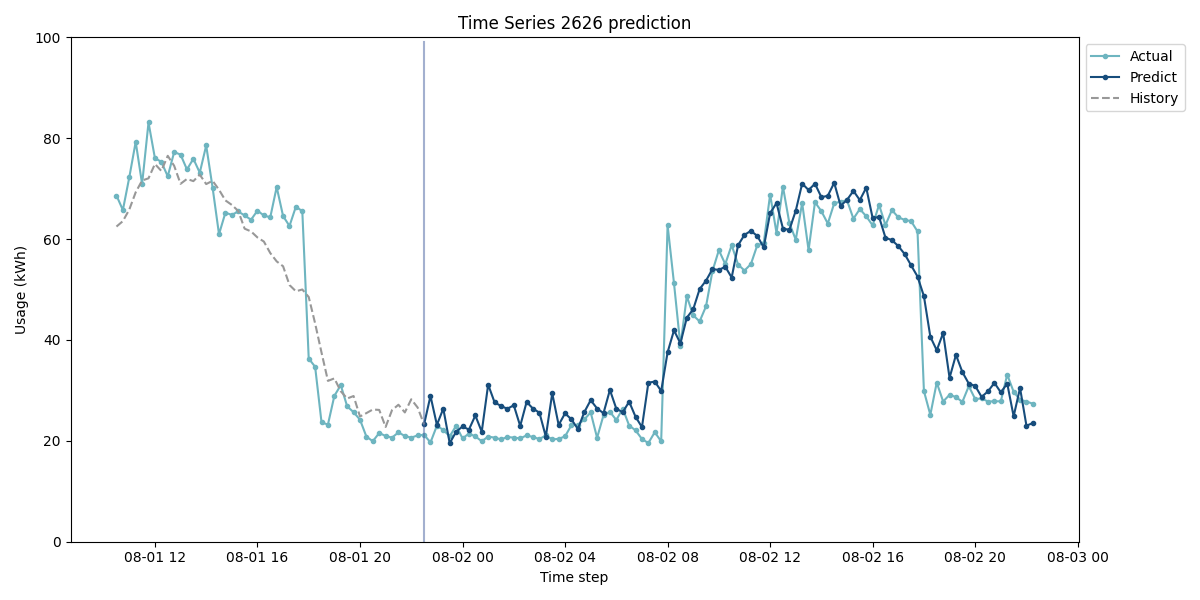 Time Series 2626 prediction
100
80
60
40
20
0
Usage (kWh)
08-01 12
08-01 16
08-01 20
08-02 00
08-02 04
08-02 08
08-02 12
08-02 16
08-02 20
08-03 00
Time step
Actual
Predict
History